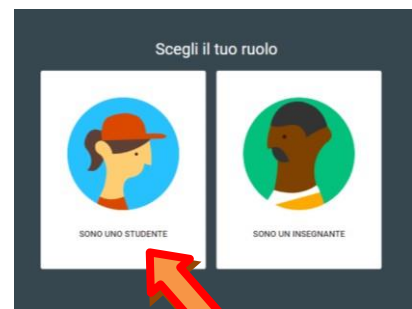 Scegli il tuo ruolo
SONO UNO STUDENTE
SONO UN INSEGNANTE